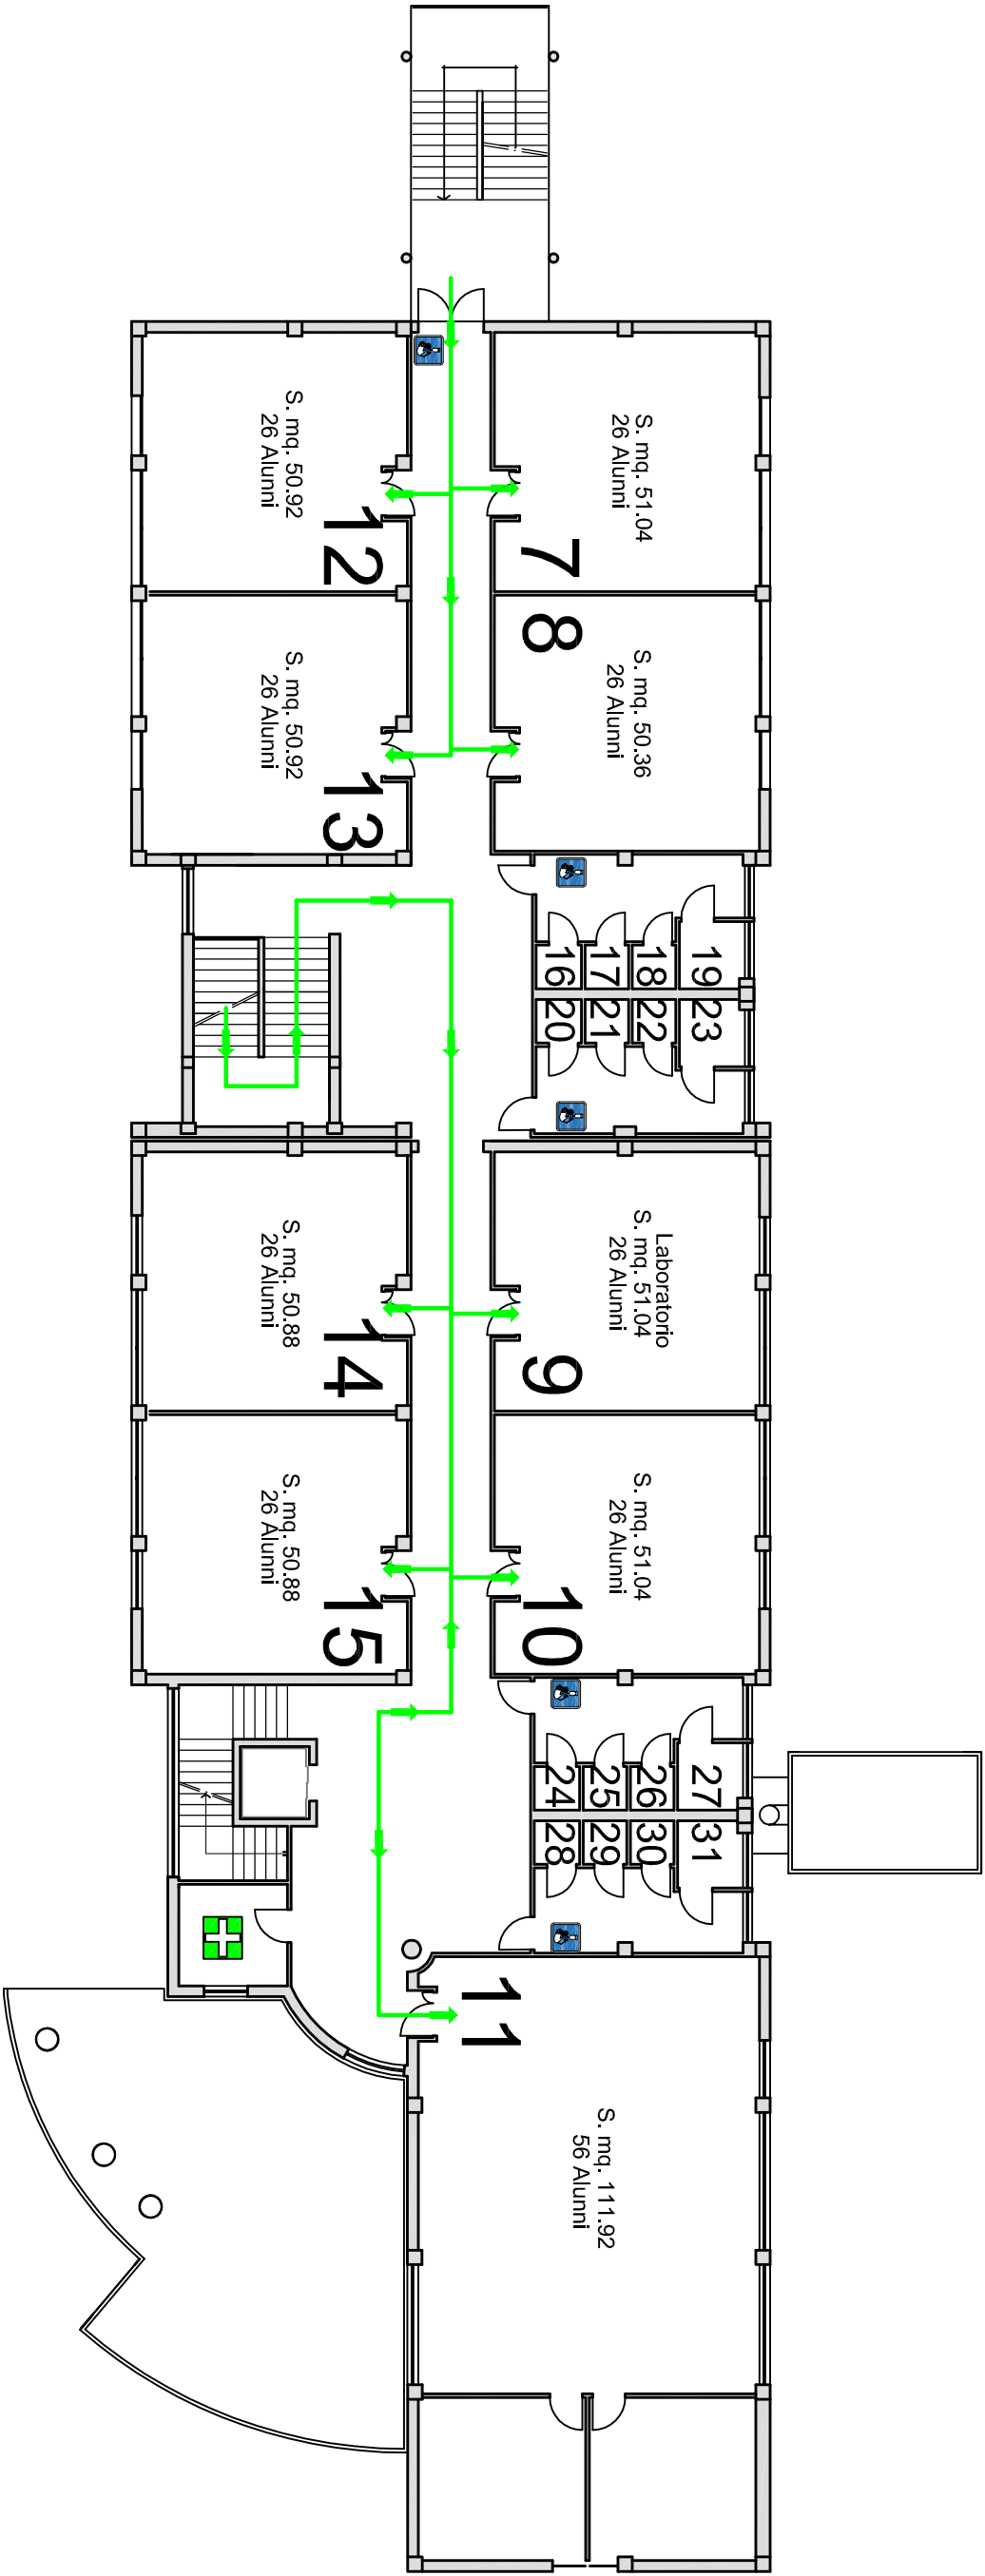 S. mq. 51.04
26 Alunni
7
8
S. mq. 50.36
26 Alunni
19
23
18
22
17
21
16
20
Laboratorio
S. mq. 51.04
26 Alunni
9
S. mq. 51.04
26 Alunni
10
27
31
26
30
25
29
24
28
11
S. mq. 111.92
56 Alunni
S. mq. 50.92
26 Alunni
12
S. mq. 50.92
26 Alunni
13
S. mq. 50.88
26 Alunni
14
S. mq. 50.88
26 Alunni
15